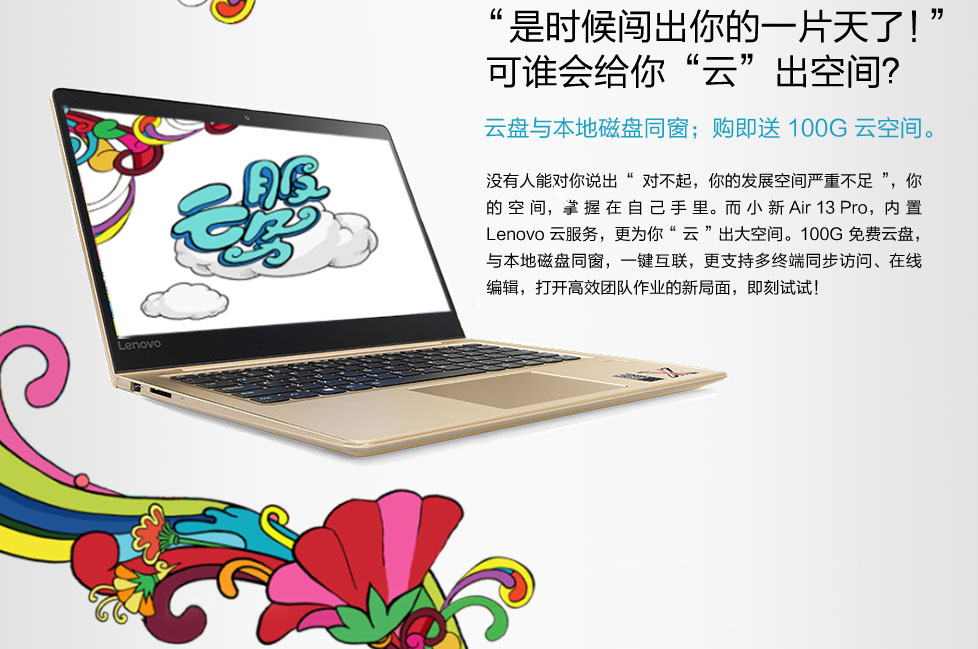 “是时候闯出你的一片天了！”
可谁会给你“云”出空间？
云盘与本地磁盘同窗；购即送 100G 云空间。
没有人能对你说出“ 对不起，你的发展空间严重不足 ”，你
的空间，掌握在自己手里。而小新 Air 13 Pro，内置
Lenovo 云服务，更为你“ 云 ”出大空间。100G 免费云盘，
与本地磁盘同窗，一键互联，更支持多终端同步访问、在线
编辑，打开高效团队作业的新局面，即刻试试！
云服务
Lenovo